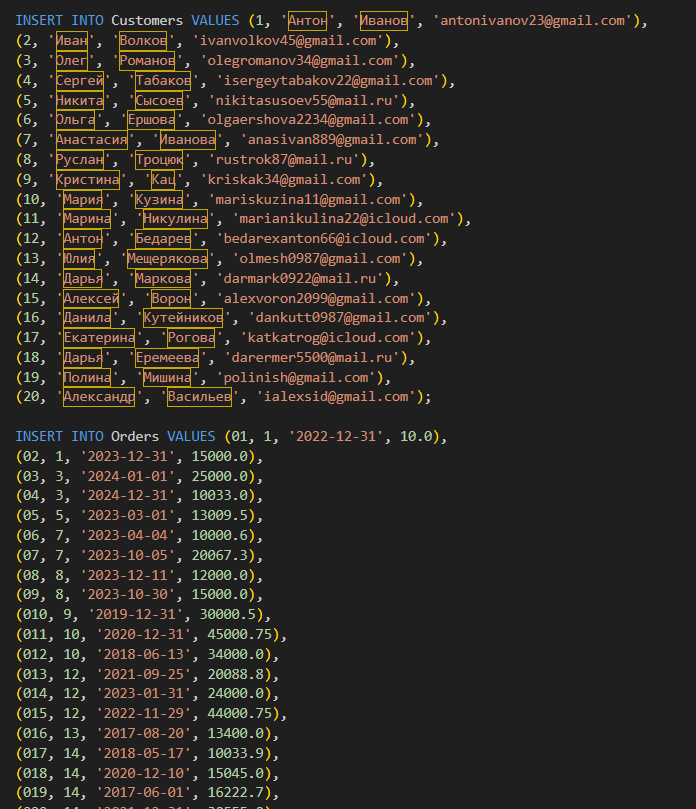 INSERT INTO Customers VALUES (1, 'Антон', 'Иванов', 'antonivanov23@gmail.com'),
(2, 'Иван', 'Волков', 'ivanvolkov45@gmail.com'),
(3, 'Олег', 'Романов', 'olegromanov34@gmail.com'),
(4, 'Сергей', 'Табаков', 'isergeytabakov22@gmail.com'),
(5, 'Никита', 'Сысоев', 'nikitasusoev55@mail.ru'),
(6, 'Ольга', 'Ершова', 'olgaershova2234@gmail.com'),
(7, 'Анастасия', 'Иванова', 'anasivan889@gmail.com'),
(8, 'Руслан', 'Троцюк', 'rustrok87@mail.ru'),
(9, 'Кристина', 'Кац', 'kriskak34@gmail.com'),
(10, 'Мария', 'Кузина', 'mariskuzina11@gmail.com'),
(11, 'Марина', 'Никулина', 'marianikulina22@icloud.com'),
(12, 'Антон', 'Бедарев', 'bedarexanton66@icloud.com'),
(13, 'Юлия', 'Мещерякова', 'olmesh0987@gmail.com'),
(14, 'Дарья', 'Маркова', 'darmark0922@mail.ru'),
(15, 'Алексей', 'Ворон', 'alexvoron2099@gmail.com'),
(16, 'Данила', 'Кутейников', 'dankutt0987@gmail.com'),
(17, 'Екатерина', 'Рогова', 'katkatrog@icloud.com'),
(18, 'Дарья', 'Еремеева', 'darermer5500@mail.ru'),
(19, 'Полина', 'Мишина', 'polinish@gmail.com'),
(20, 'Александр', 'Васильев', 'ialexsid@gmail.com');
INSERT INTO Orders VALUES (01, 1, '2022-12-31', 10.0),
(02, 1, '2023-12-31', 15000.0),
(03, 3, '2024-01-01', 25000.0),
(04, 3, '2024-12-31', 10033.0),
(05, 5, '2023-03-01', 13009.5),
(06, 7, '2023-04-04', 10000.6),
(07, 7, '2023-10-05', 20067.3),
(08, 8, '2023-12-11', 12000.0),
(09, 8, '2023-10-30', 15000.0),
(010, 9, '2019-12-31', 30000.5),
(011, 10, '2020-12-31', 45000.75),
(012, 10, '2018-06-13', 34000.0),
(013, 12, '2021-09-25', 20088.8),
(014, 12, '2023-01-31', 24000.0),
(015, 12, '2022-11-29', 44000.75),
(016, 13, '2017-08-20', 13400.0),
(017, 14, '2018-05-17', 10033.9),
(018, 14, '2020-12-10', 15045.0),
(019, 14, '2017-06-01', 16222.7),